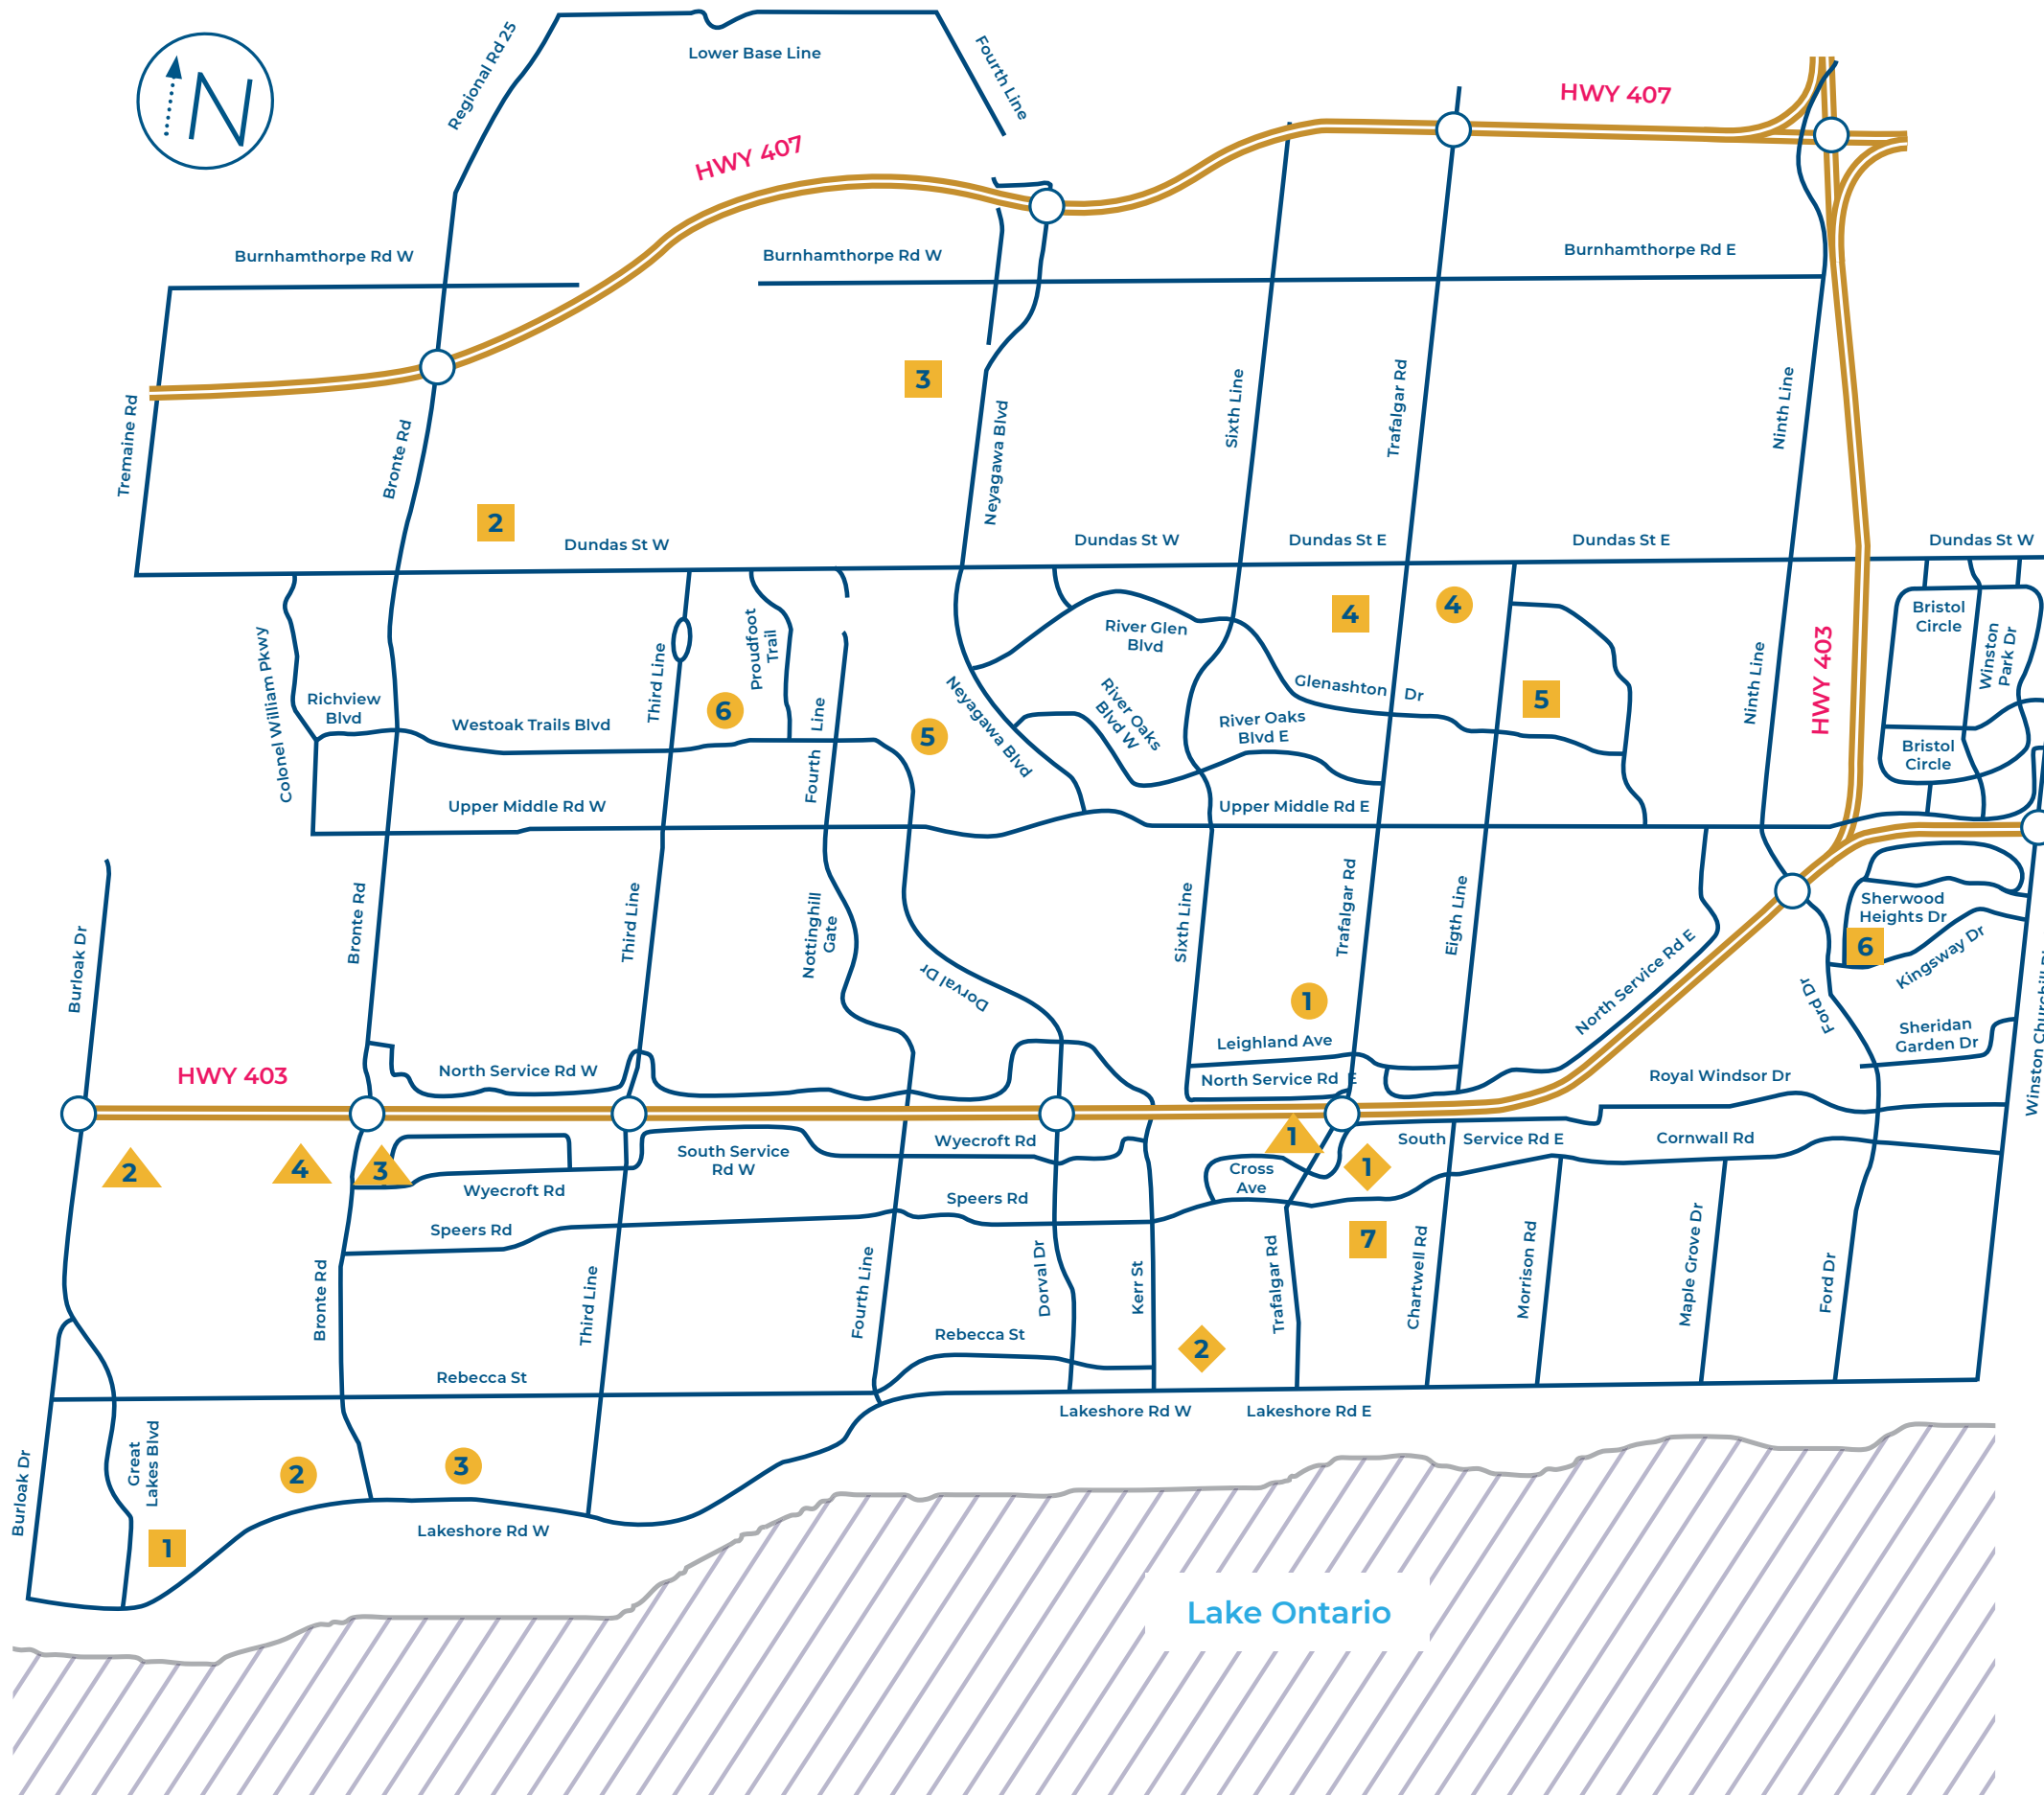 Regional Rd 25
Lower Base Line
Fourth Line
N
HWY 407
HWY 407
Burnhamthorpe Rd W
Burnhamthorpe Rd W
Burnhamthorpe Rd E
3
Tremaine Rd
Bronte Rd
Neyagawa Blvd
Sixth Line
Trafalgar Rd
Ninth Line
2
Dundas St W
Dundas St W
Dundas St E
Dundas St E
Dundas St W
4
4
Bristol
Circle
Winston
Park Dr
River Glen
Blvd
Colonel William Pkwy
Third Line
Proudfoot
Trail
HWY 403
Ninth Line
Richview
Blvd
Westoak Trails Blvd
6
Fourth Line
5
Neyagawa Blvd
River Oaks
Blvd W
Glenashton Dr
River Oaks
Blvd E
5
Bristol
Circle
Upper Middle Rd W
Upper Middle Rd E
Burloak Dr
Bronte Rd
Third Line
Nottinghill
Gate
Dorval Dr
Sixth Line
Trafalgar Rd
Eigth Line
North Service Rd E
Sherwood
Heights Dr
6
Kingsway Dr
Ford Dr
Sheridan
Garden Dr
1
Leighland Ave
HWY 403
North Service Rd W
North Service Rd E
Royal Windsor Dr
Winston Churchill
2
4
3
South Service
Rd W
Wyecroft Rd
1
South Service Rd E
Cornwall Rd
1
Cross
Ave
Wyecroft Rd
Speers Rd
Speers Rd
7
Bronte Rd
Third Line
Fourth Line
Dorval Dr
Kerr St
Trafalgar Rd
Chartwell Rd
Morrison Rd
Maple Grove Dr
Ford Dr
Rebecca St
2
Rebecca St
Lakeshore Rd W
Lakeshore Rd E
Burloak Dr
Great
Lakes Blvd
2
3
1
Lakeshore Rd W
Lake Ontario